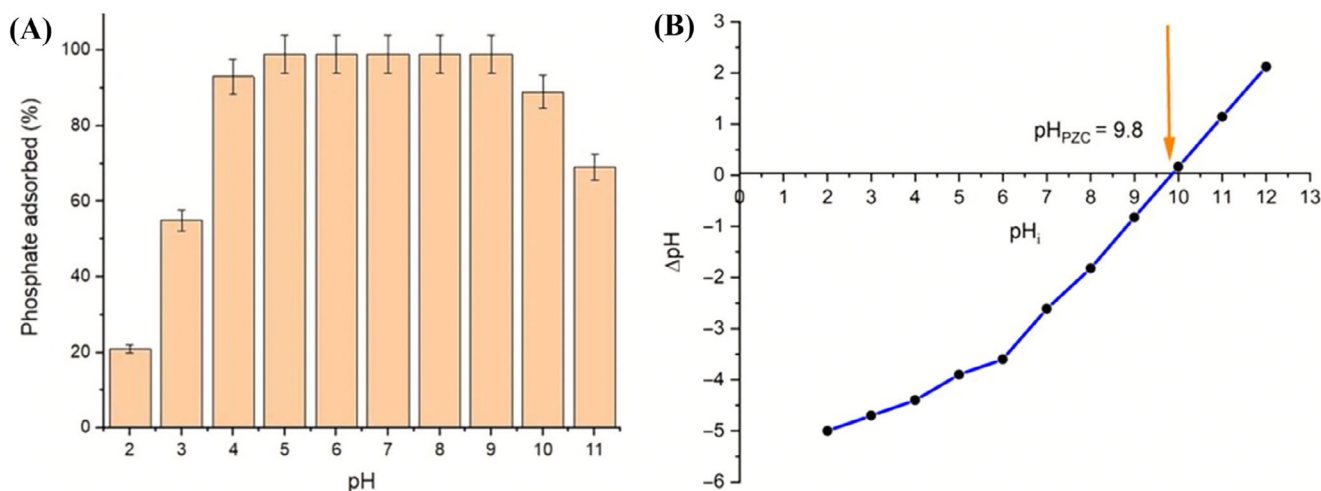 (A)
Phosphate adsorbed (%)
100
80
60
40
20
0
2 3 4 5 6 7 8 9 10 11
pH
(B)
ΔpH
3
2
1
0
–1
–2
–3
–4
–5
–6
pH_PZC = 9.8
0 1 2 3 4 5 6 7 8 9 10 11 12 13
pH_i